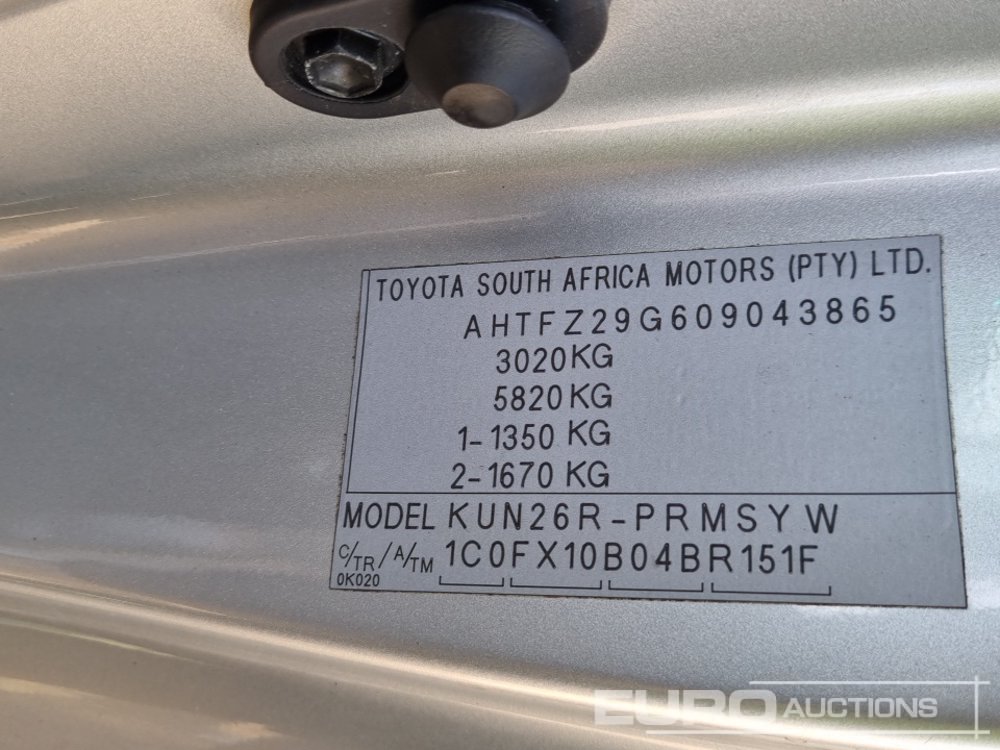 TOYOTA SOUTH AFRICA MOTORS (PTY) LTD.
AHTFZ29G609043865
3020KG
5820KG
1-1350 KG
2-1670 KG
MODEL KUN26R-PRMSYW
C/TR / A/TM 1C0FX10B04BR151F
0K020
EURO AUCTIONS